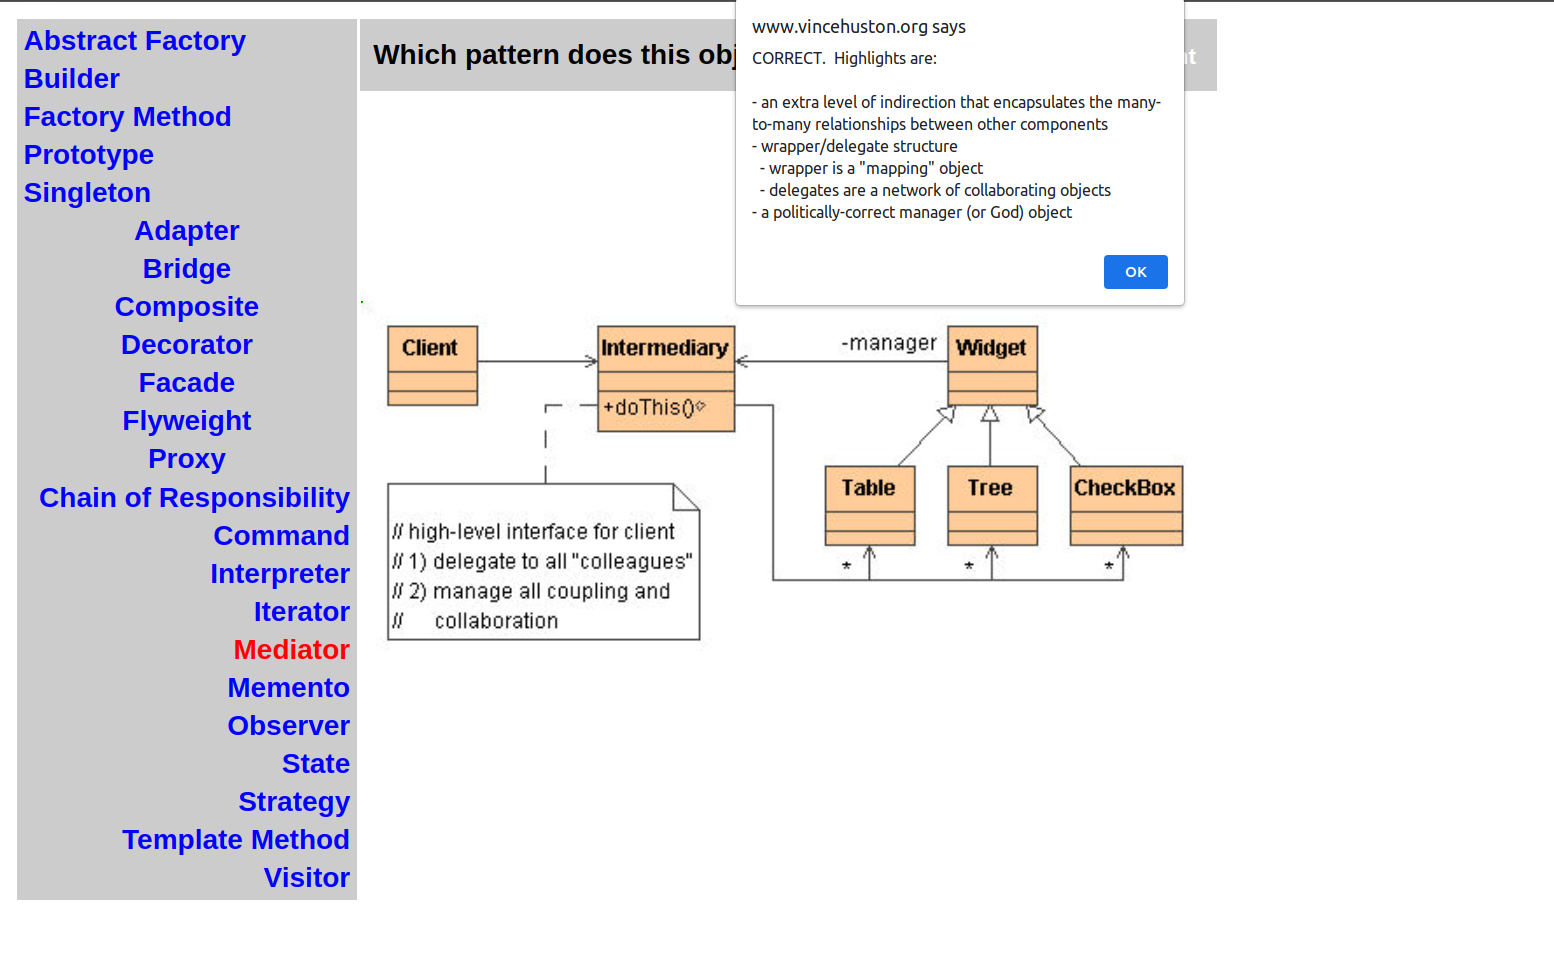 Abstract Factory
Builder
Factory Method
Prototype
Singleton
Adapter
Bridge
Composite
Decorator
Facade
Flyweight
Proxy
Chain of Responsibility
Command
Interpreter
Iterator
Mediator
Memento
Observer
State
Strategy
Template Method
Visitor
Which pattern does this
www.vincehuston.org says
CORRECT.  Highlights are:
- an extra level of indirection that encapsulates the many-
to-many relationships between other components
- wrapper/delegate structure
- wrapper is a "mapping" object
- delegates are a network of collaborating objects
- a politically-correct manager (or God) object
OK
Client
Intermediary
+doThis()
-manager
Widget
Table
Tree
CheckBox
* * *
// high-level interface for client
// 1) delegate to all "colleagues"
// 2) manage all coupling and
//      collaboration